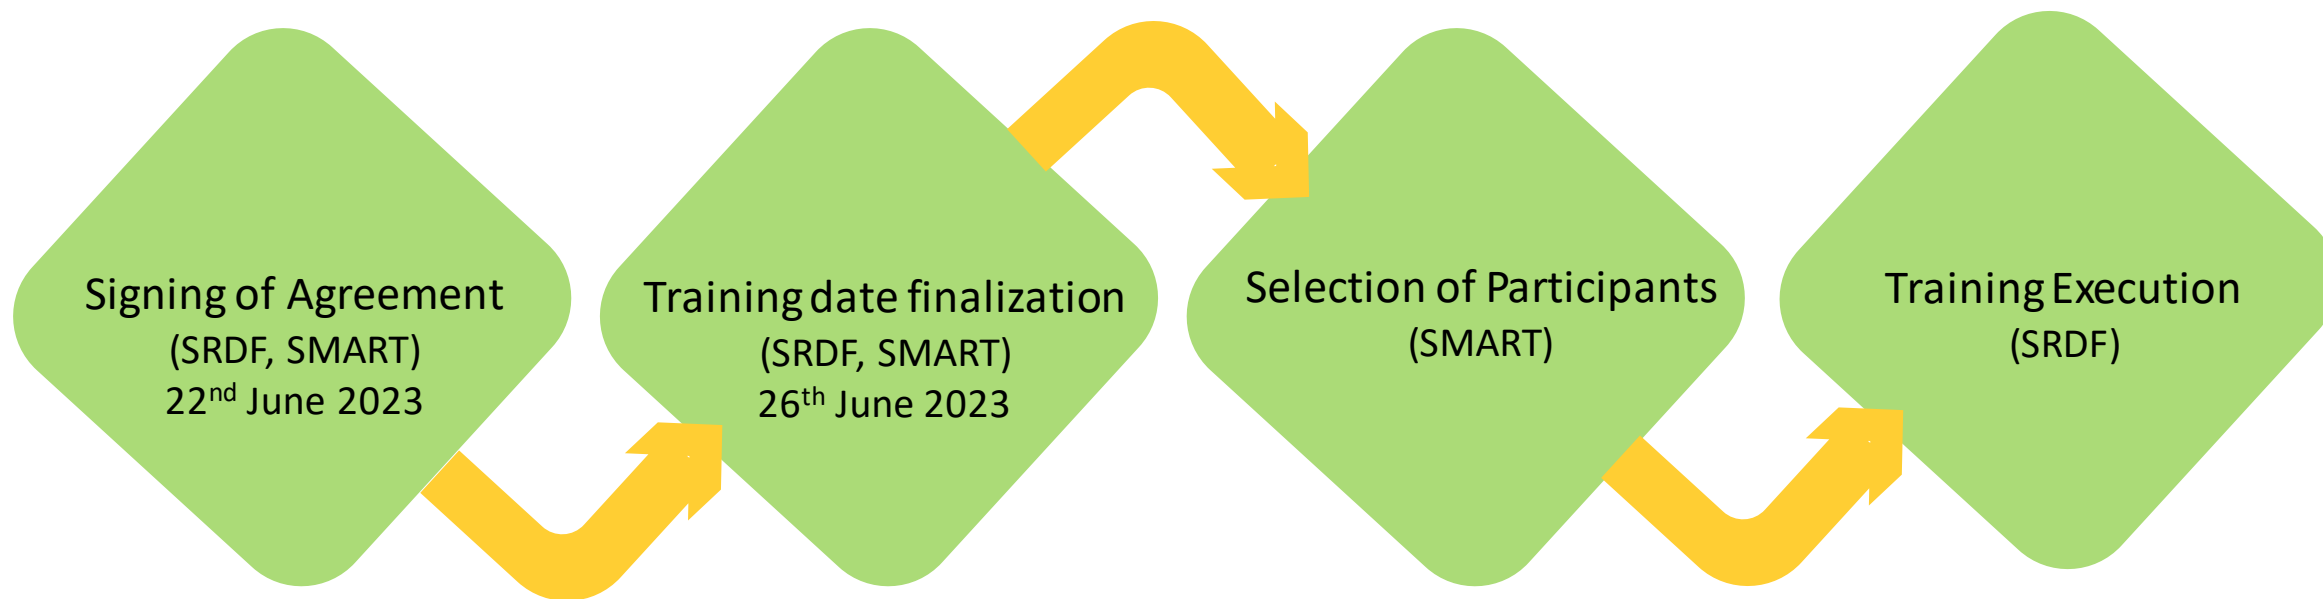 Signing of Agreement
(SRDF, SMART)
22nd June 2023
Training date finalization
(SRDF, SMART)
26th June 2023
Selection of Participants
(SMART)
Training Execution
(SRDF)